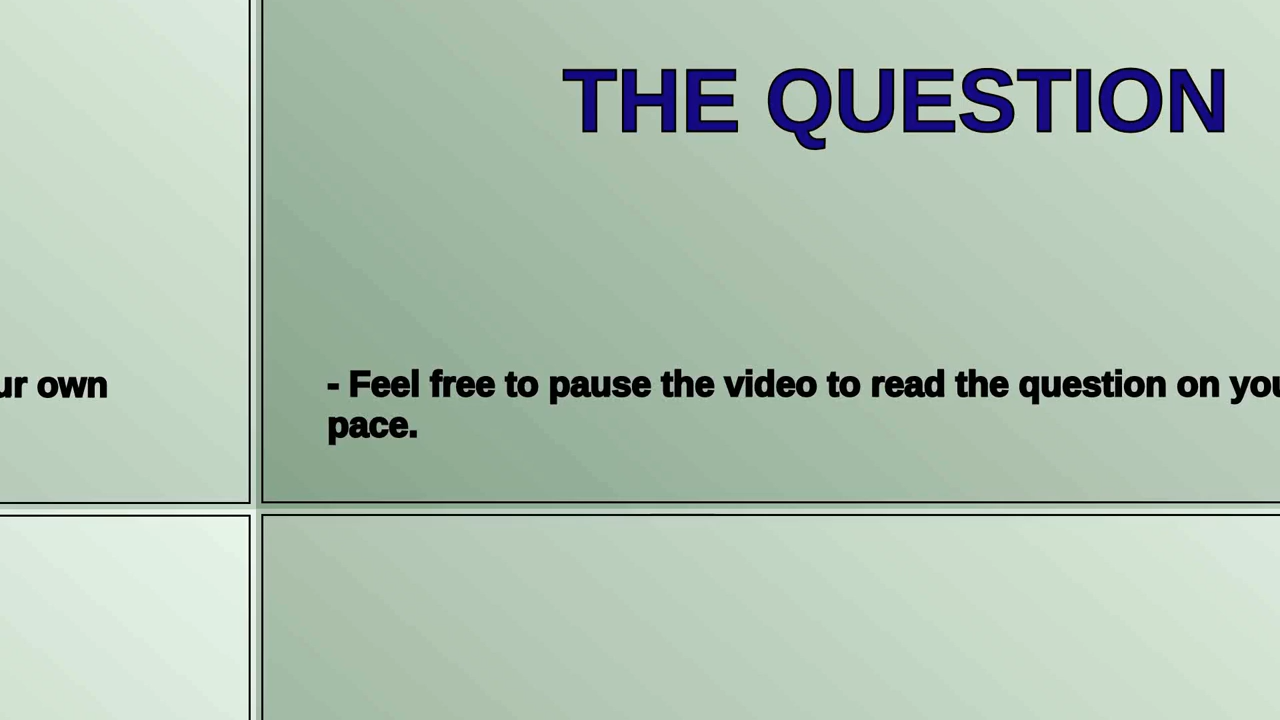 THE QUESTION
ur own
- Feel free to pause the video to read the question on you
pace.